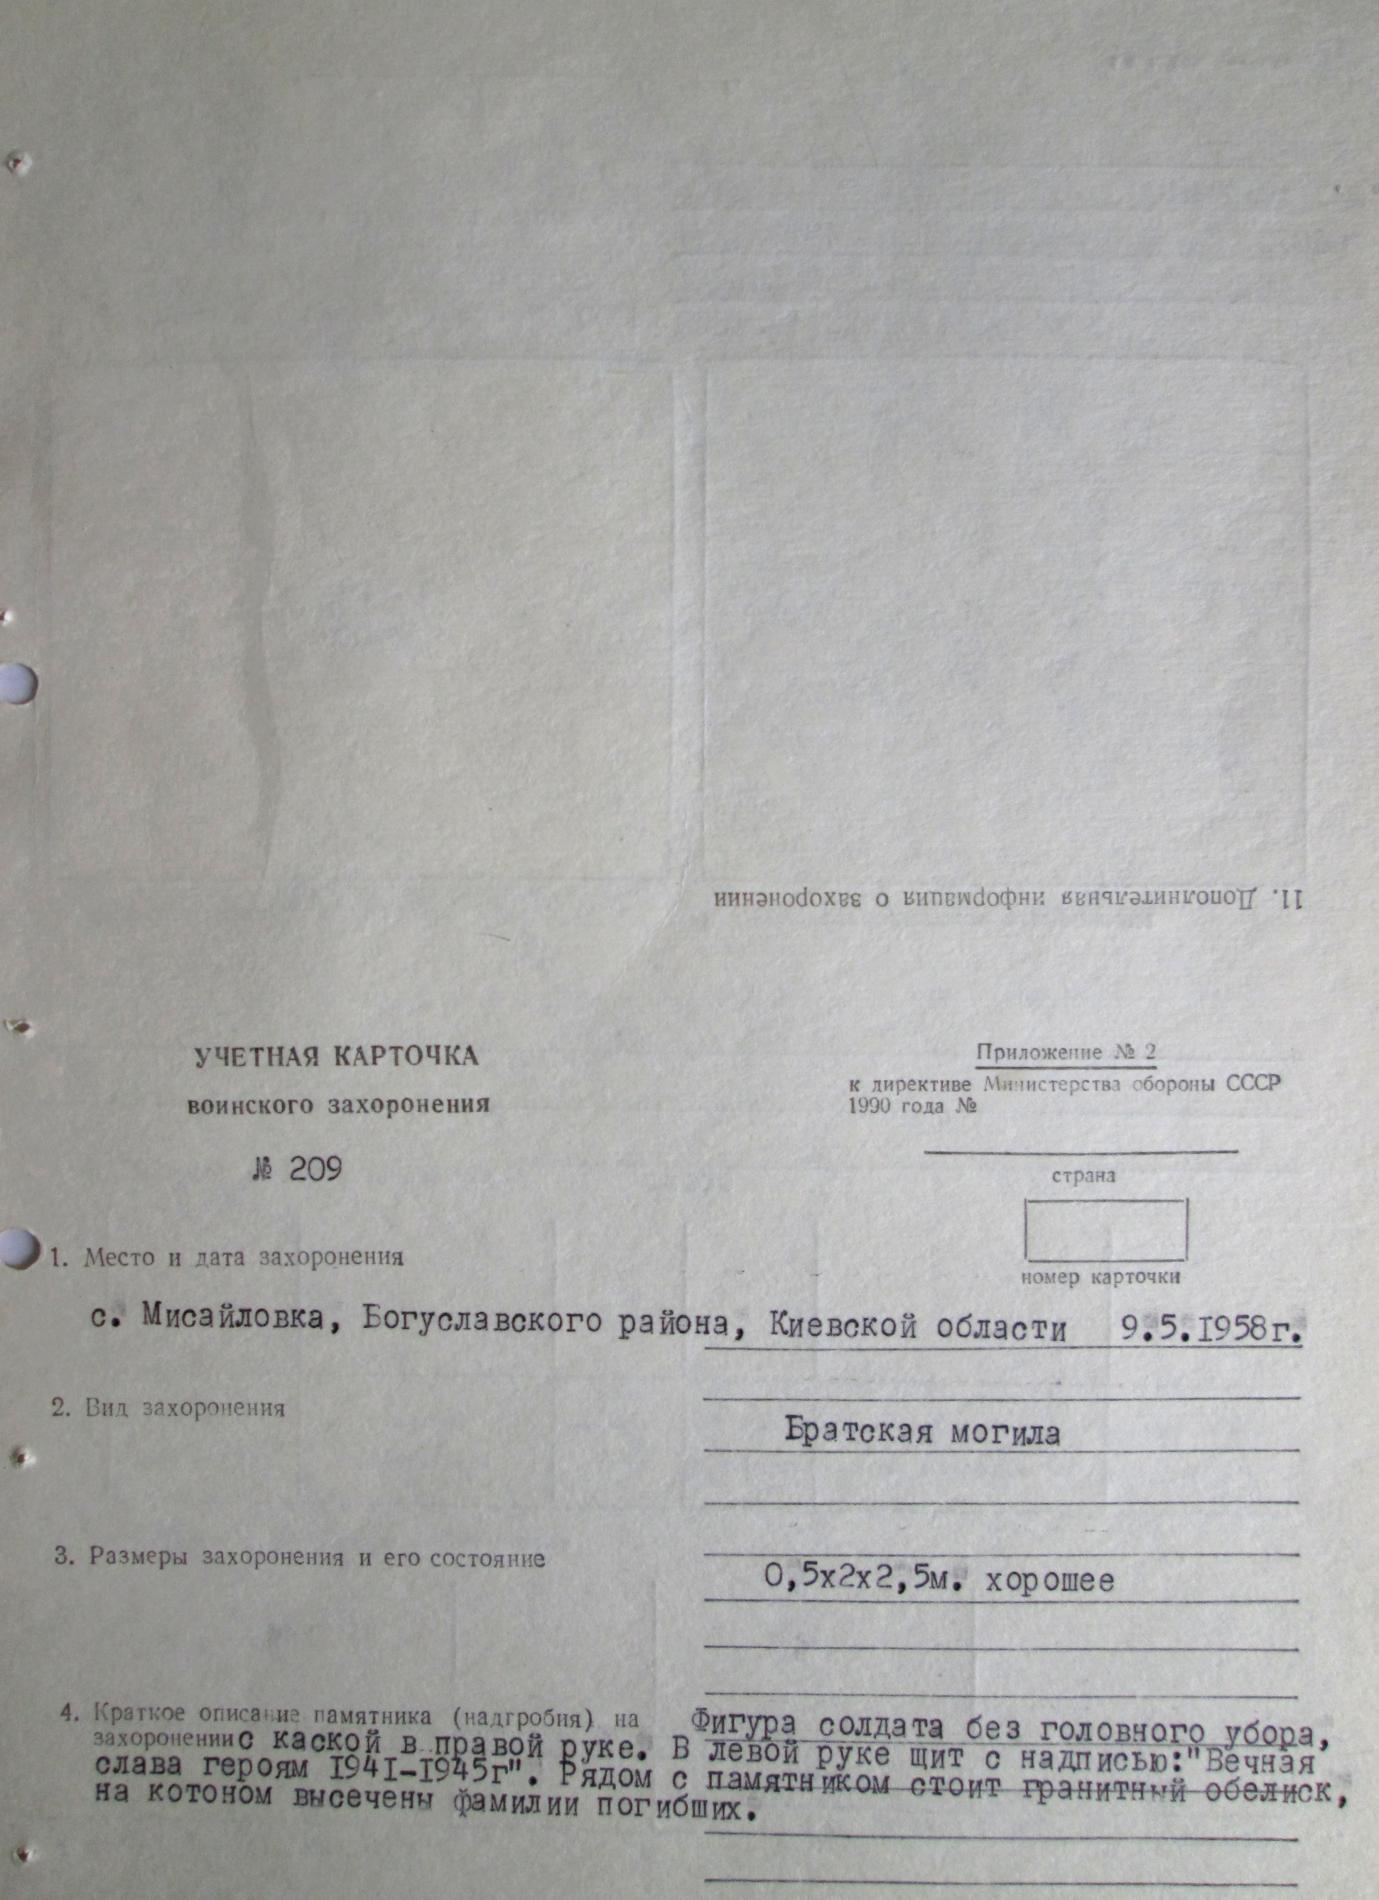 11. Дополнительная информация о захоронении
УЧЕТНАЯ КАРТОЧКА
воинского захоронения
№ 209
Приложение № 2
к директиве Министерства обороны СССР
1990 года №
страна
номер карточки
1. Место и дата захоронения
с. Мисайловка, Богуславского района, Киевской области 9.5.1958г.
2. Вид захоронения
Братская могила
3. Размеры захоронения и его состояние
0,5х2х2,5м. хорошее
4. Краткое описание памятника (надгробия) на
захоронении
Фигура солдата без головного убора,
с каской в правой руке. В левой руке щит с надписью:"Вечная
слава героям 1941-1945г". Рядом с памятником стоит гранитный обелиск,
на котоном высечены фамилии погибших.